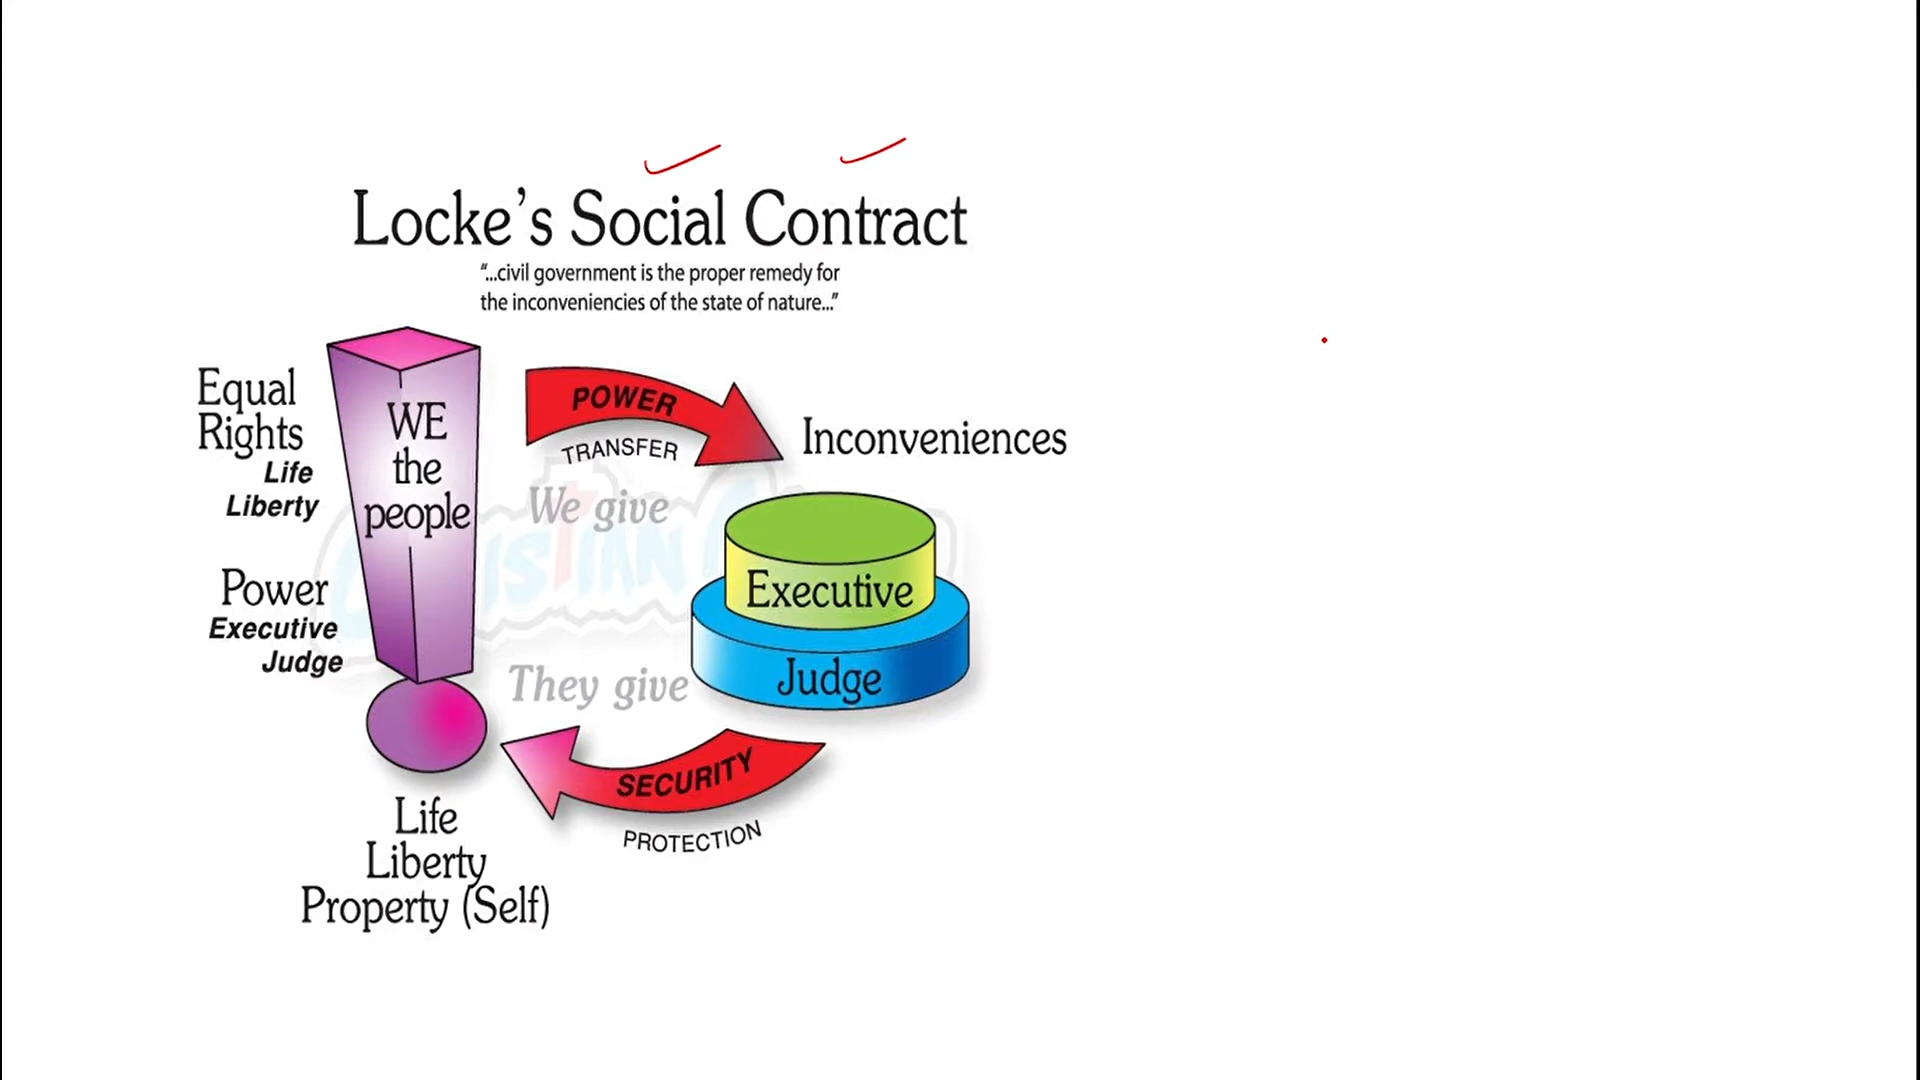 Locke's Social Contract
"...civil government is the proper remedy for
the inconveniencies of the state of nature..."
Equal
Rights
Life
Liberty
Power
Executive
Judge
WE
the
people
POWER
TRANSFER
We give
Inconveniences
Executive
Judge
They give
SECURITY
PROTECTION
Life
Liberty
Property (Self)